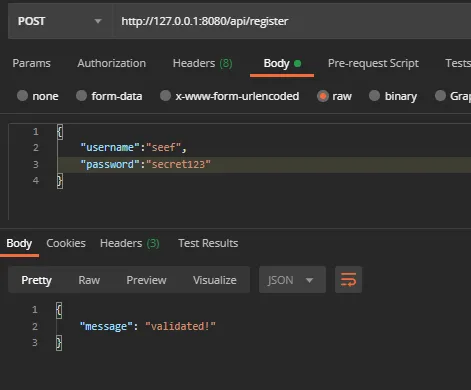 POST http://127.0.0.1:8080/api/register
Params Authorization Headers (8) Body Pre-request Script Tests
none form-data x-www-form-urlencoded raw binary Gra
1 {
2 "username":"seef",
3 "password":"secret123"
4 }
Body Cookies Headers (3) Test Results
Pretty Raw Preview Visualize JSON
1 {
2 "message": "validated!"
3 }